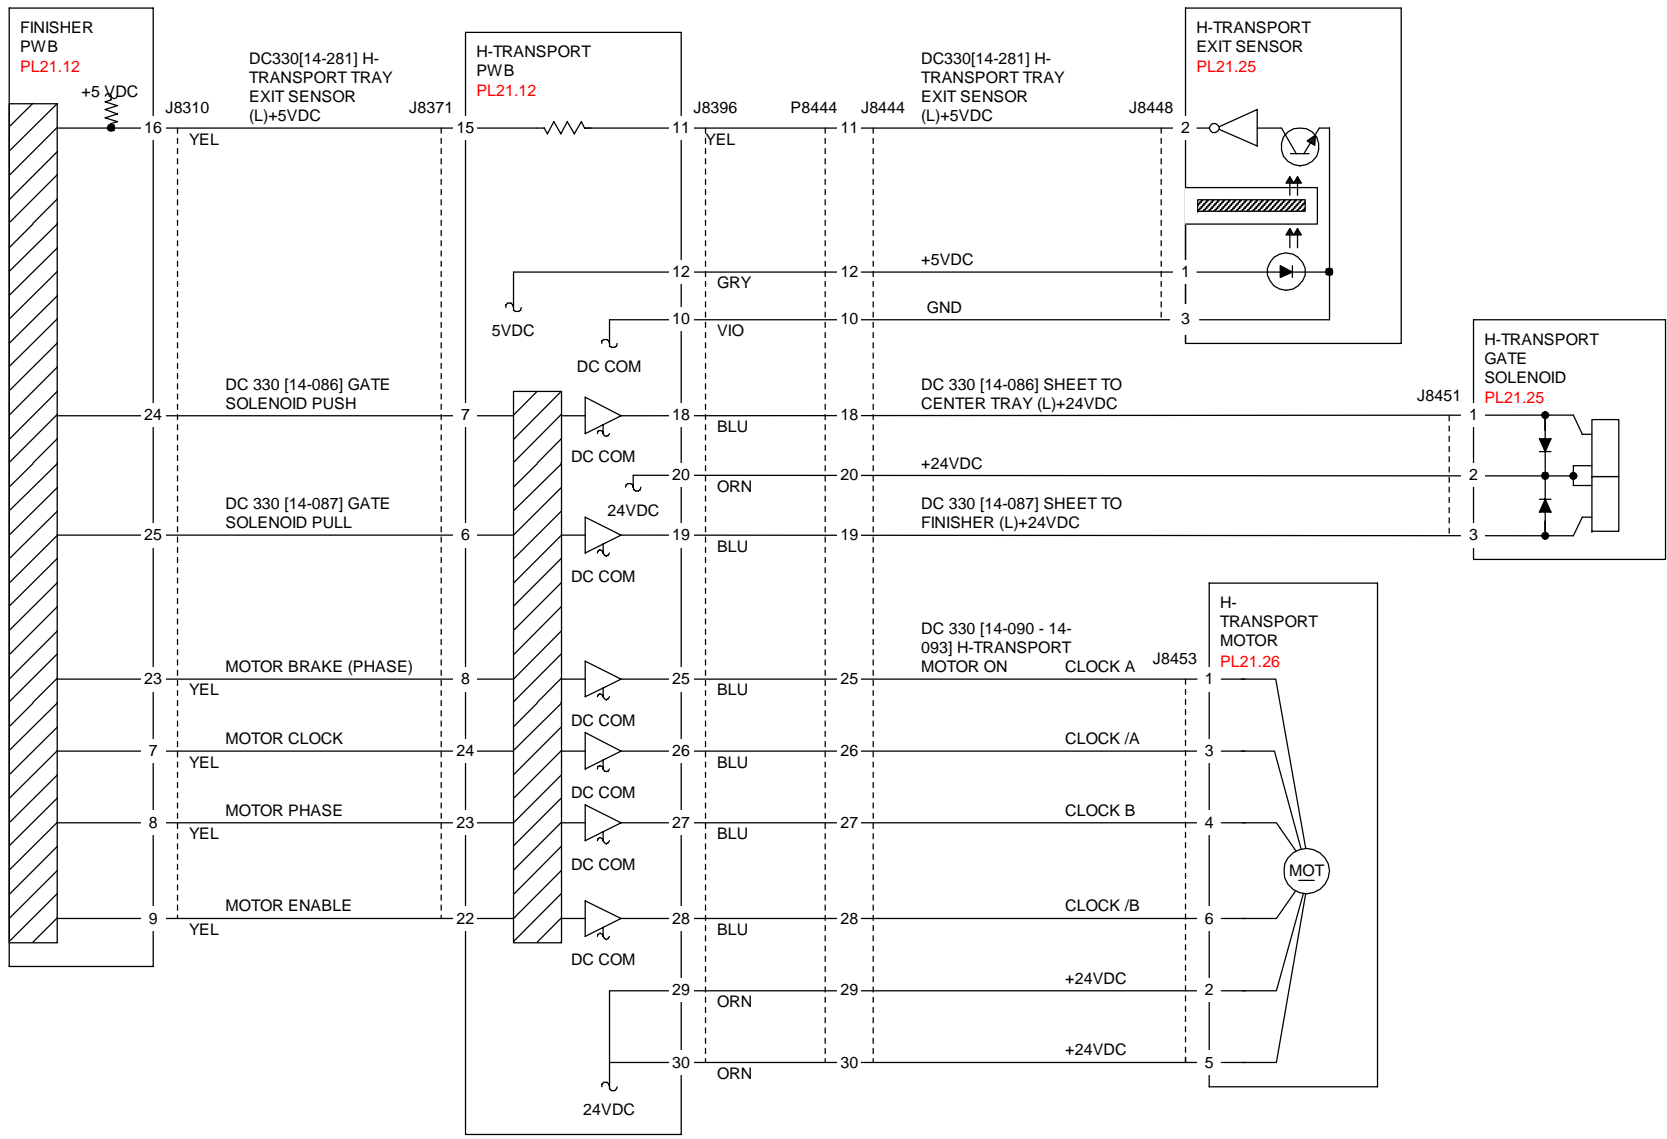 FINISHER
PWB
PL21.12
+5 VDC
J8310
16
YEL
DC330[14-281] H-
TRANSPORT TRAY
EXIT SENSOR
(L)+5VDC
J8371
H-TRANSPORT
PWB
PL21.12
15
11
J8396
YEL
P8444
J8444
11
DC330[14-281] H-
TRANSPORT TRAY
EXIT SENSOR
(L)+5VDC
J8448
H-TRANSPORT
EXIT SENSOR
PL21.25
2
5VDC
12
GRY
12
+5VDC
1
DC COM
10
VIO
10
GND
3
H-TRANSPORT
GATE
SOLENOID
PL21.25
24
DC 330 [14-086] GATE
SOLENOID PUSH
7
DC COM
18
BLU
18
DC 330 [14-086] SHEET TO
CENTER TRAY (L)+24VDC
J8451
1
24VDC
20
ORN
20
+24VDC
2
25
DC 330 [14-087] GATE
SOLENOID PULL
6
DC COM
19
BLU
19
DC 330 [14-087] SHEET TO
FINISHER (L)+24VDC
3
H-
TRANSPORT
MOTOR
PL21.26
23
YEL
MOTOR BRAKE (PHASE)
8
DC COM
25
BLU
25
DC 330 [14-090 - 14-
093] H-TRANSPORT
MOTOR ON
CLOCK A
J8453
1
7
YEL
MOTOR CLOCK
24
DC COM
26
BLU
26
CLOCK /A
3
8
YEL
MOTOR PHASE
23
DC COM
27
BLU
27
CLOCK B
4
MOT
9
YEL
MOTOR ENABLE
22
DC COM
28
BLU
28
CLOCK /B
6
29
ORN
29
+24VDC
2
24VDC
30
ORN
30
+24VDC
5